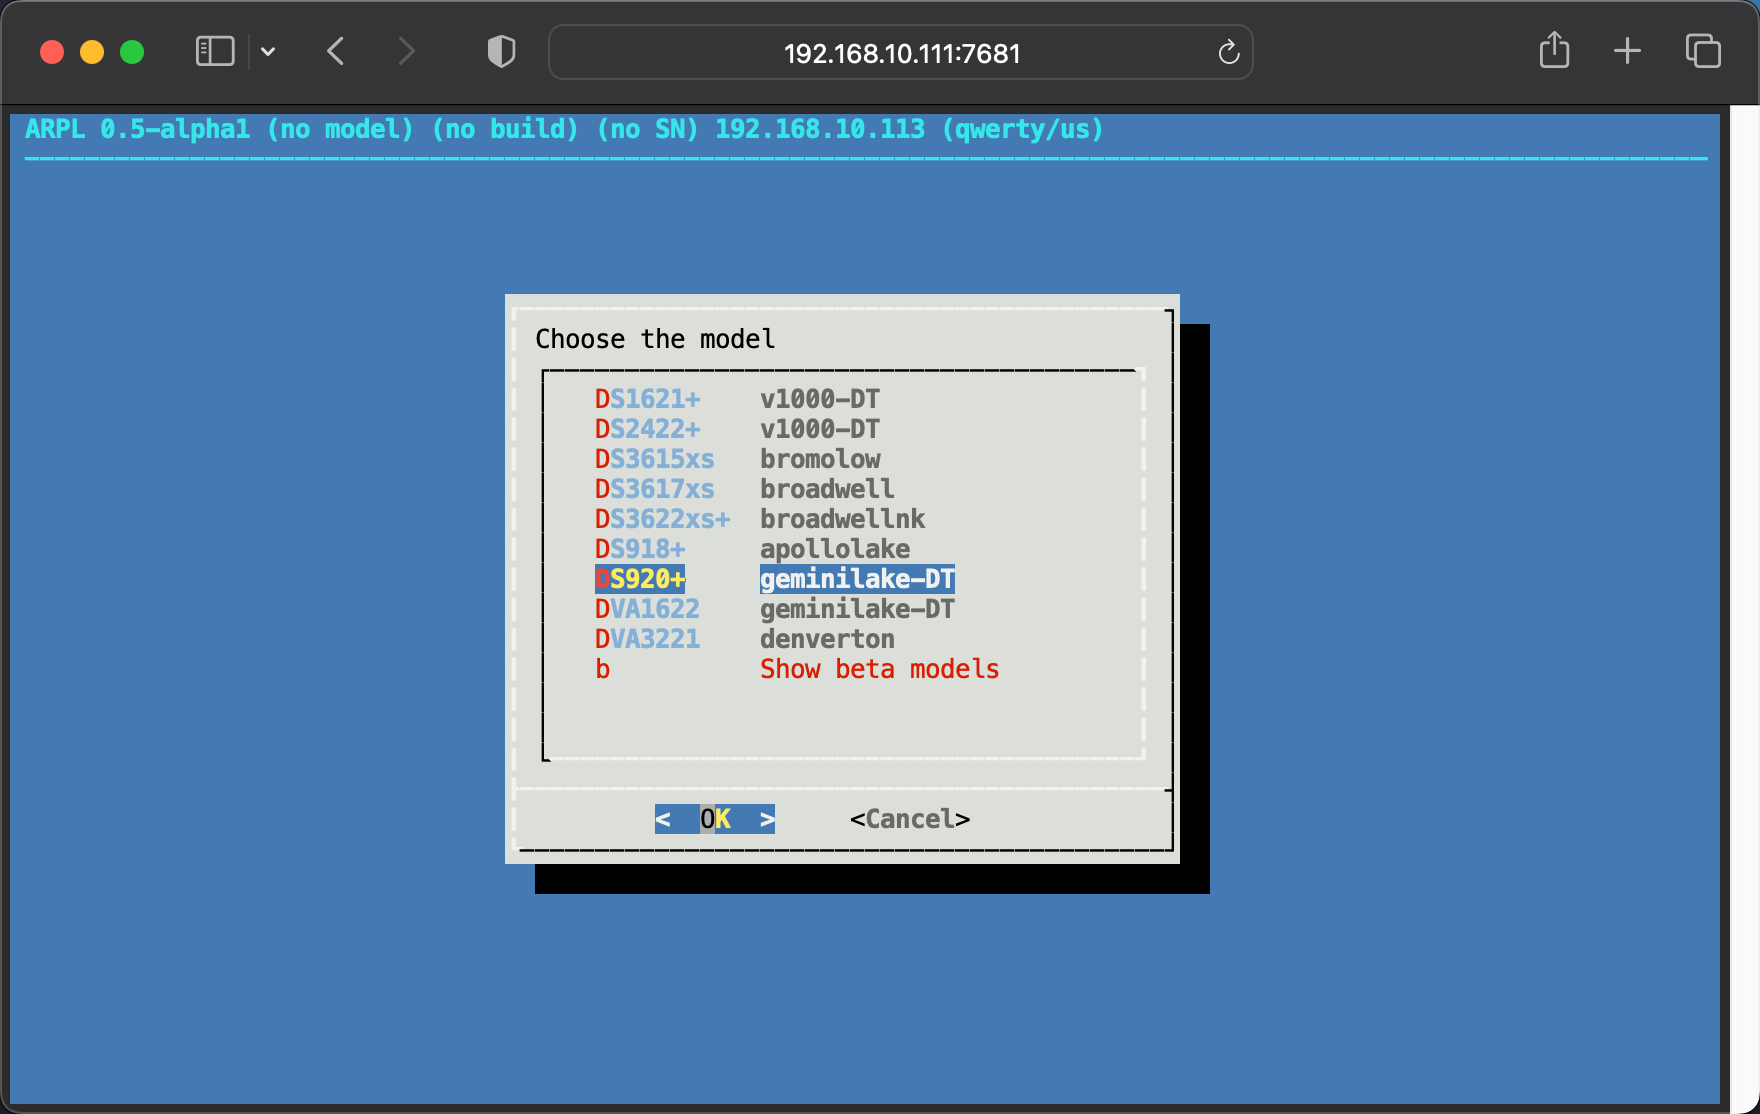 192.168.10.111:7681
ARPL 0.5-alpha1 (no model) (no build) (no SN) 192.168.10.113 (qwerty/us)
Choose the model
DS1621+ v1000-DT
DS2422+ v1000-DT
DS3615xs bromolow
DS3617xs broadwell
DS3622xs+ broadwellnk
DS918+ apollolake
DS920+ geminilake-DT
DVA1622 geminilake-DT
DVA3221 denverton
b Show beta models
< OK > <Cancel>